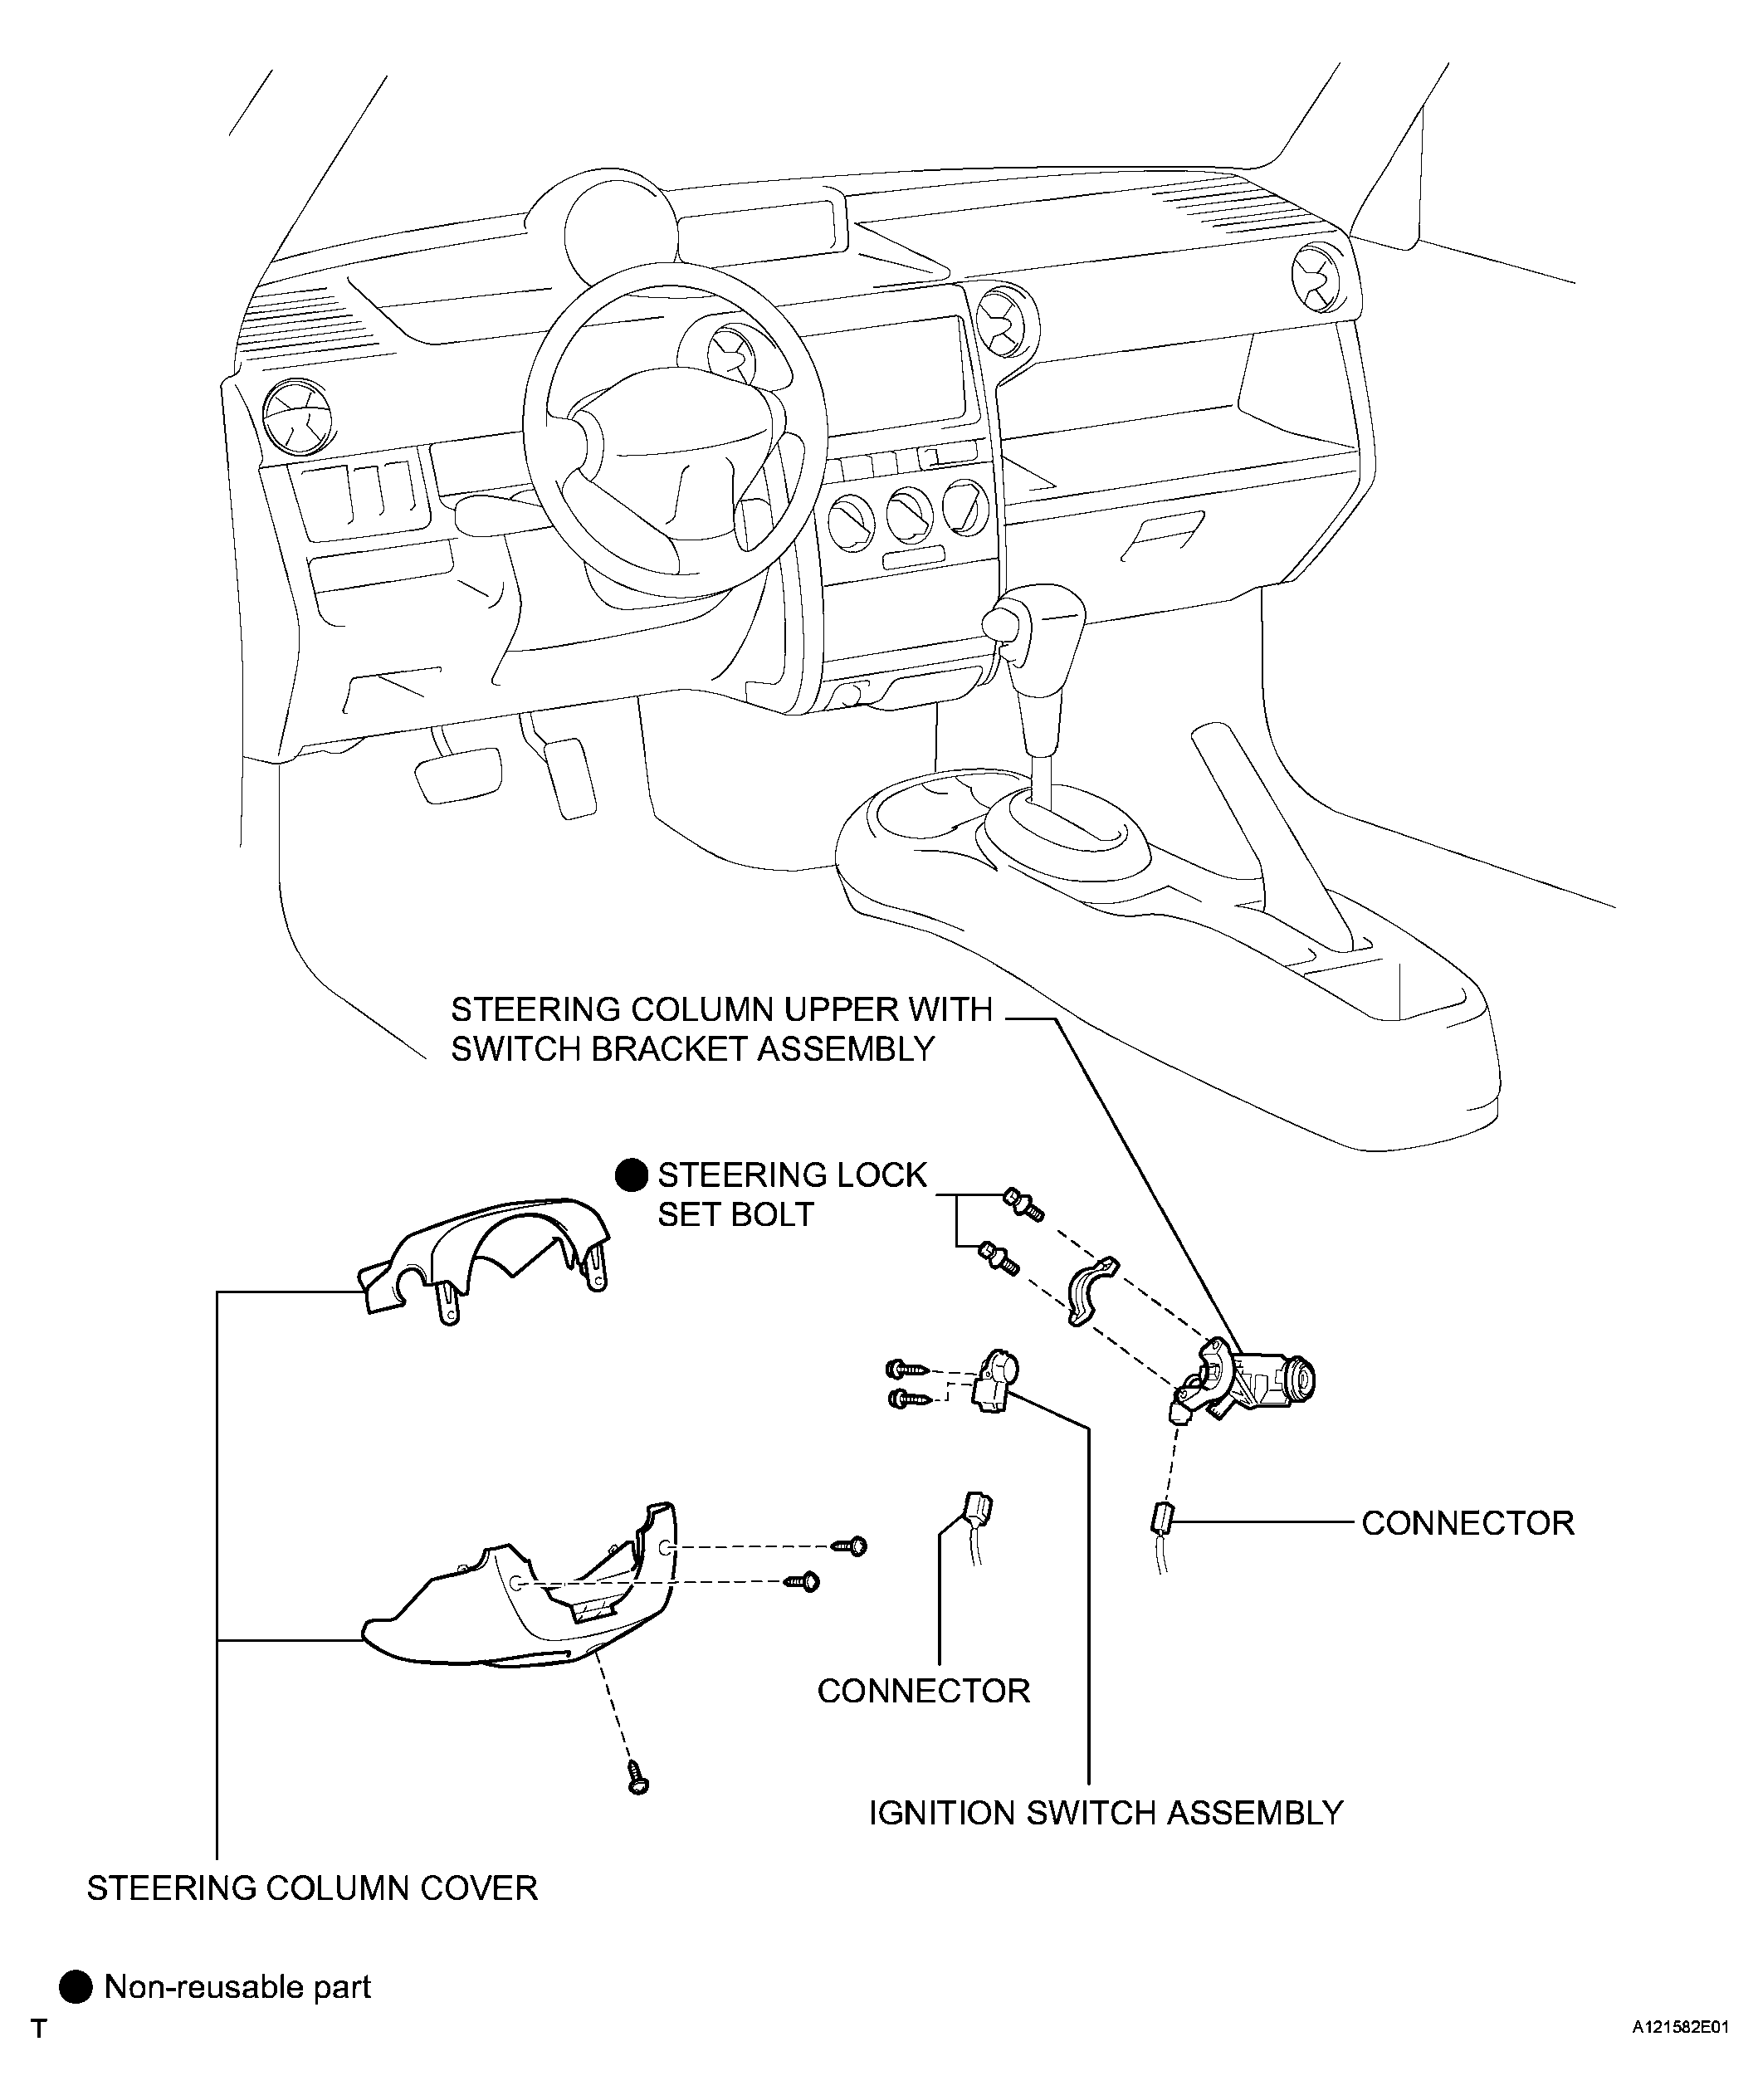 STEERING COLUMN UPPER WITH
SWITCH BRACKET ASSEMBLY
STEERING LOCK
SET BOLT
CONNECTOR
CONNECTOR
IGNITION SWITCH ASSEMBLY
STEERING COLUMN COVER
Non-reusable part
T
A121582E01